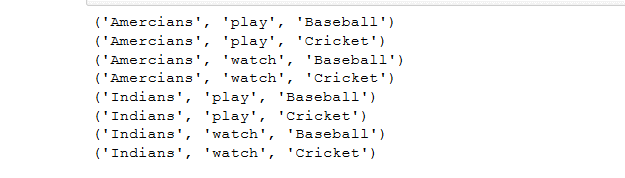 ('Amercians', 'play', 'Baseball')
('Amercians', 'play', 'Cricket')
('Amercians', 'watch', 'Baseball')
('Amercians', 'watch', 'Cricket')
('Indians', 'play', 'Baseball')
('Indians', 'play', 'Cricket')
('Indians', 'watch', 'Baseball')
('Indians', 'watch', 'Cricket')